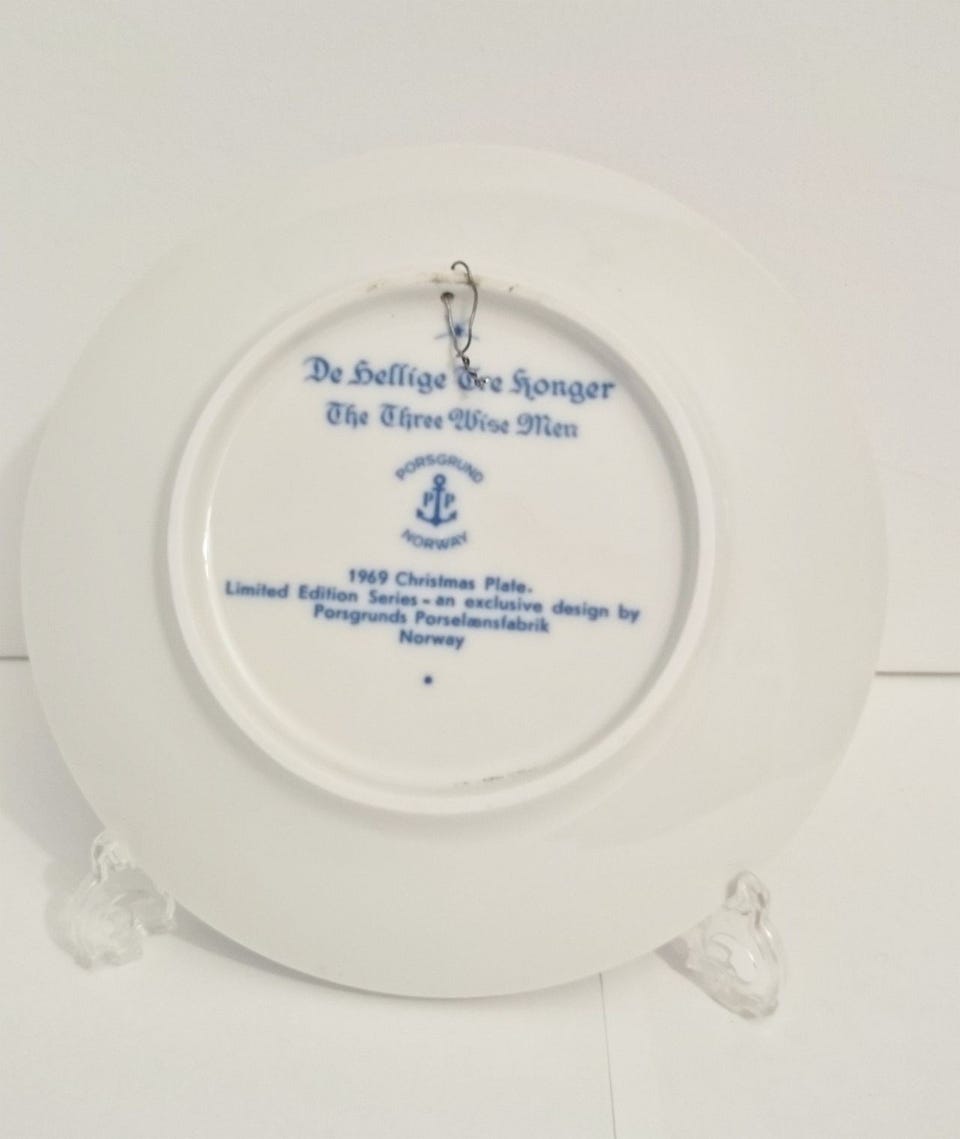 De Hellige Tre Konger
The Three Wise Men
PORSGRUND
PP
NORWAY
1969 Christmas Plate.
Limited Edition Series - an exclusive design by
Porsgrunds Porselænsfabrik
Norway